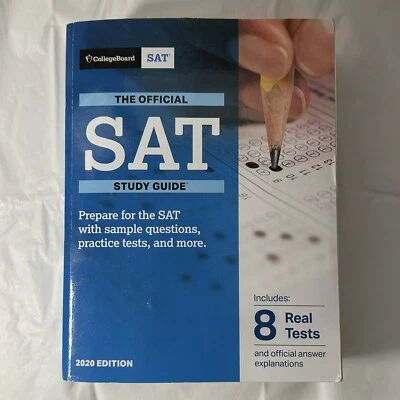 CollegeBoard SAT
THE OFFICIAL
SAT
STUDY GUIDE™
Prepare for the SAT
with sample questions,
practice tests, and more.
Includes:
8 Real
Tests
and official answer
explanations
2020 EDITION